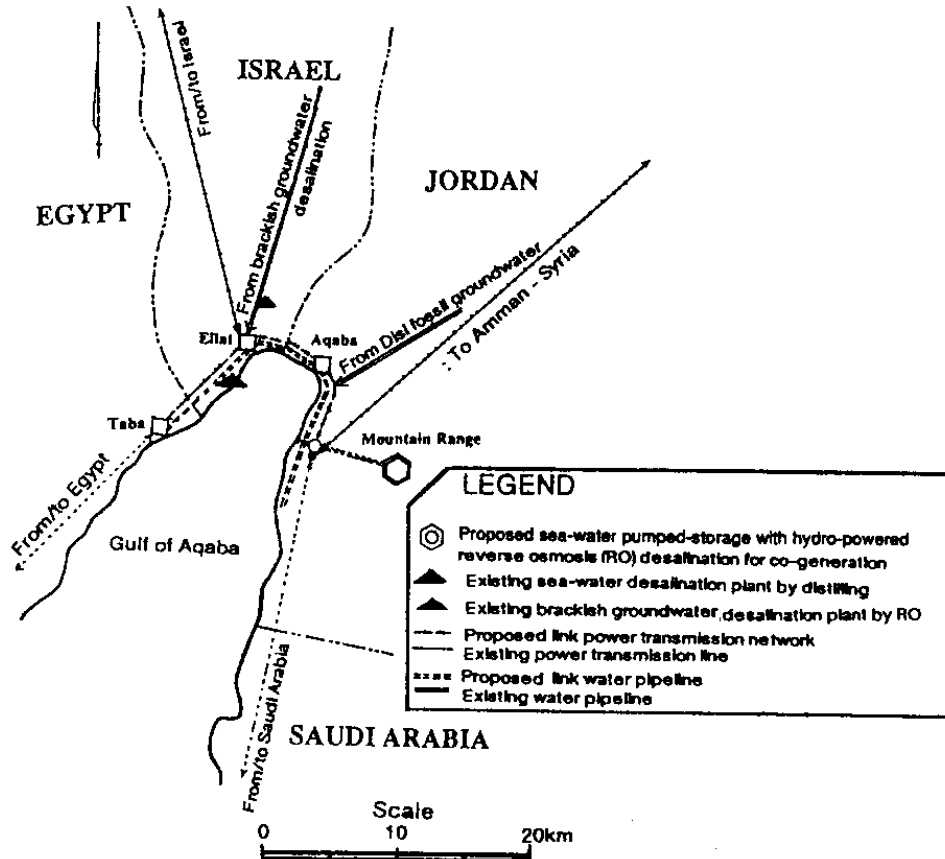 From/to Israel
ISRAEL
From brackish groundwater
desalination
EGYPT
JORDAN
From Disi fossil groundwater
: To Amman - Syria
Eilat
Aqaba
Taba
Mountain Range
From/to Egypt
Gulf of Aqaba
From/to Saudi Arabia
SAUDI ARABIA
LEGEND
Proposed sea-water pumped-storage with hydro-powered
reverse osmosis (RO) desalination for co-generation
Existing sea-water desalination plant by distilling
Existing brackish groundwater desalination plant by RO
Proposed link power transmission network
Existing power transmission line
Proposed link water pipeline
Existing water pipeline
Scale
0 10 20km